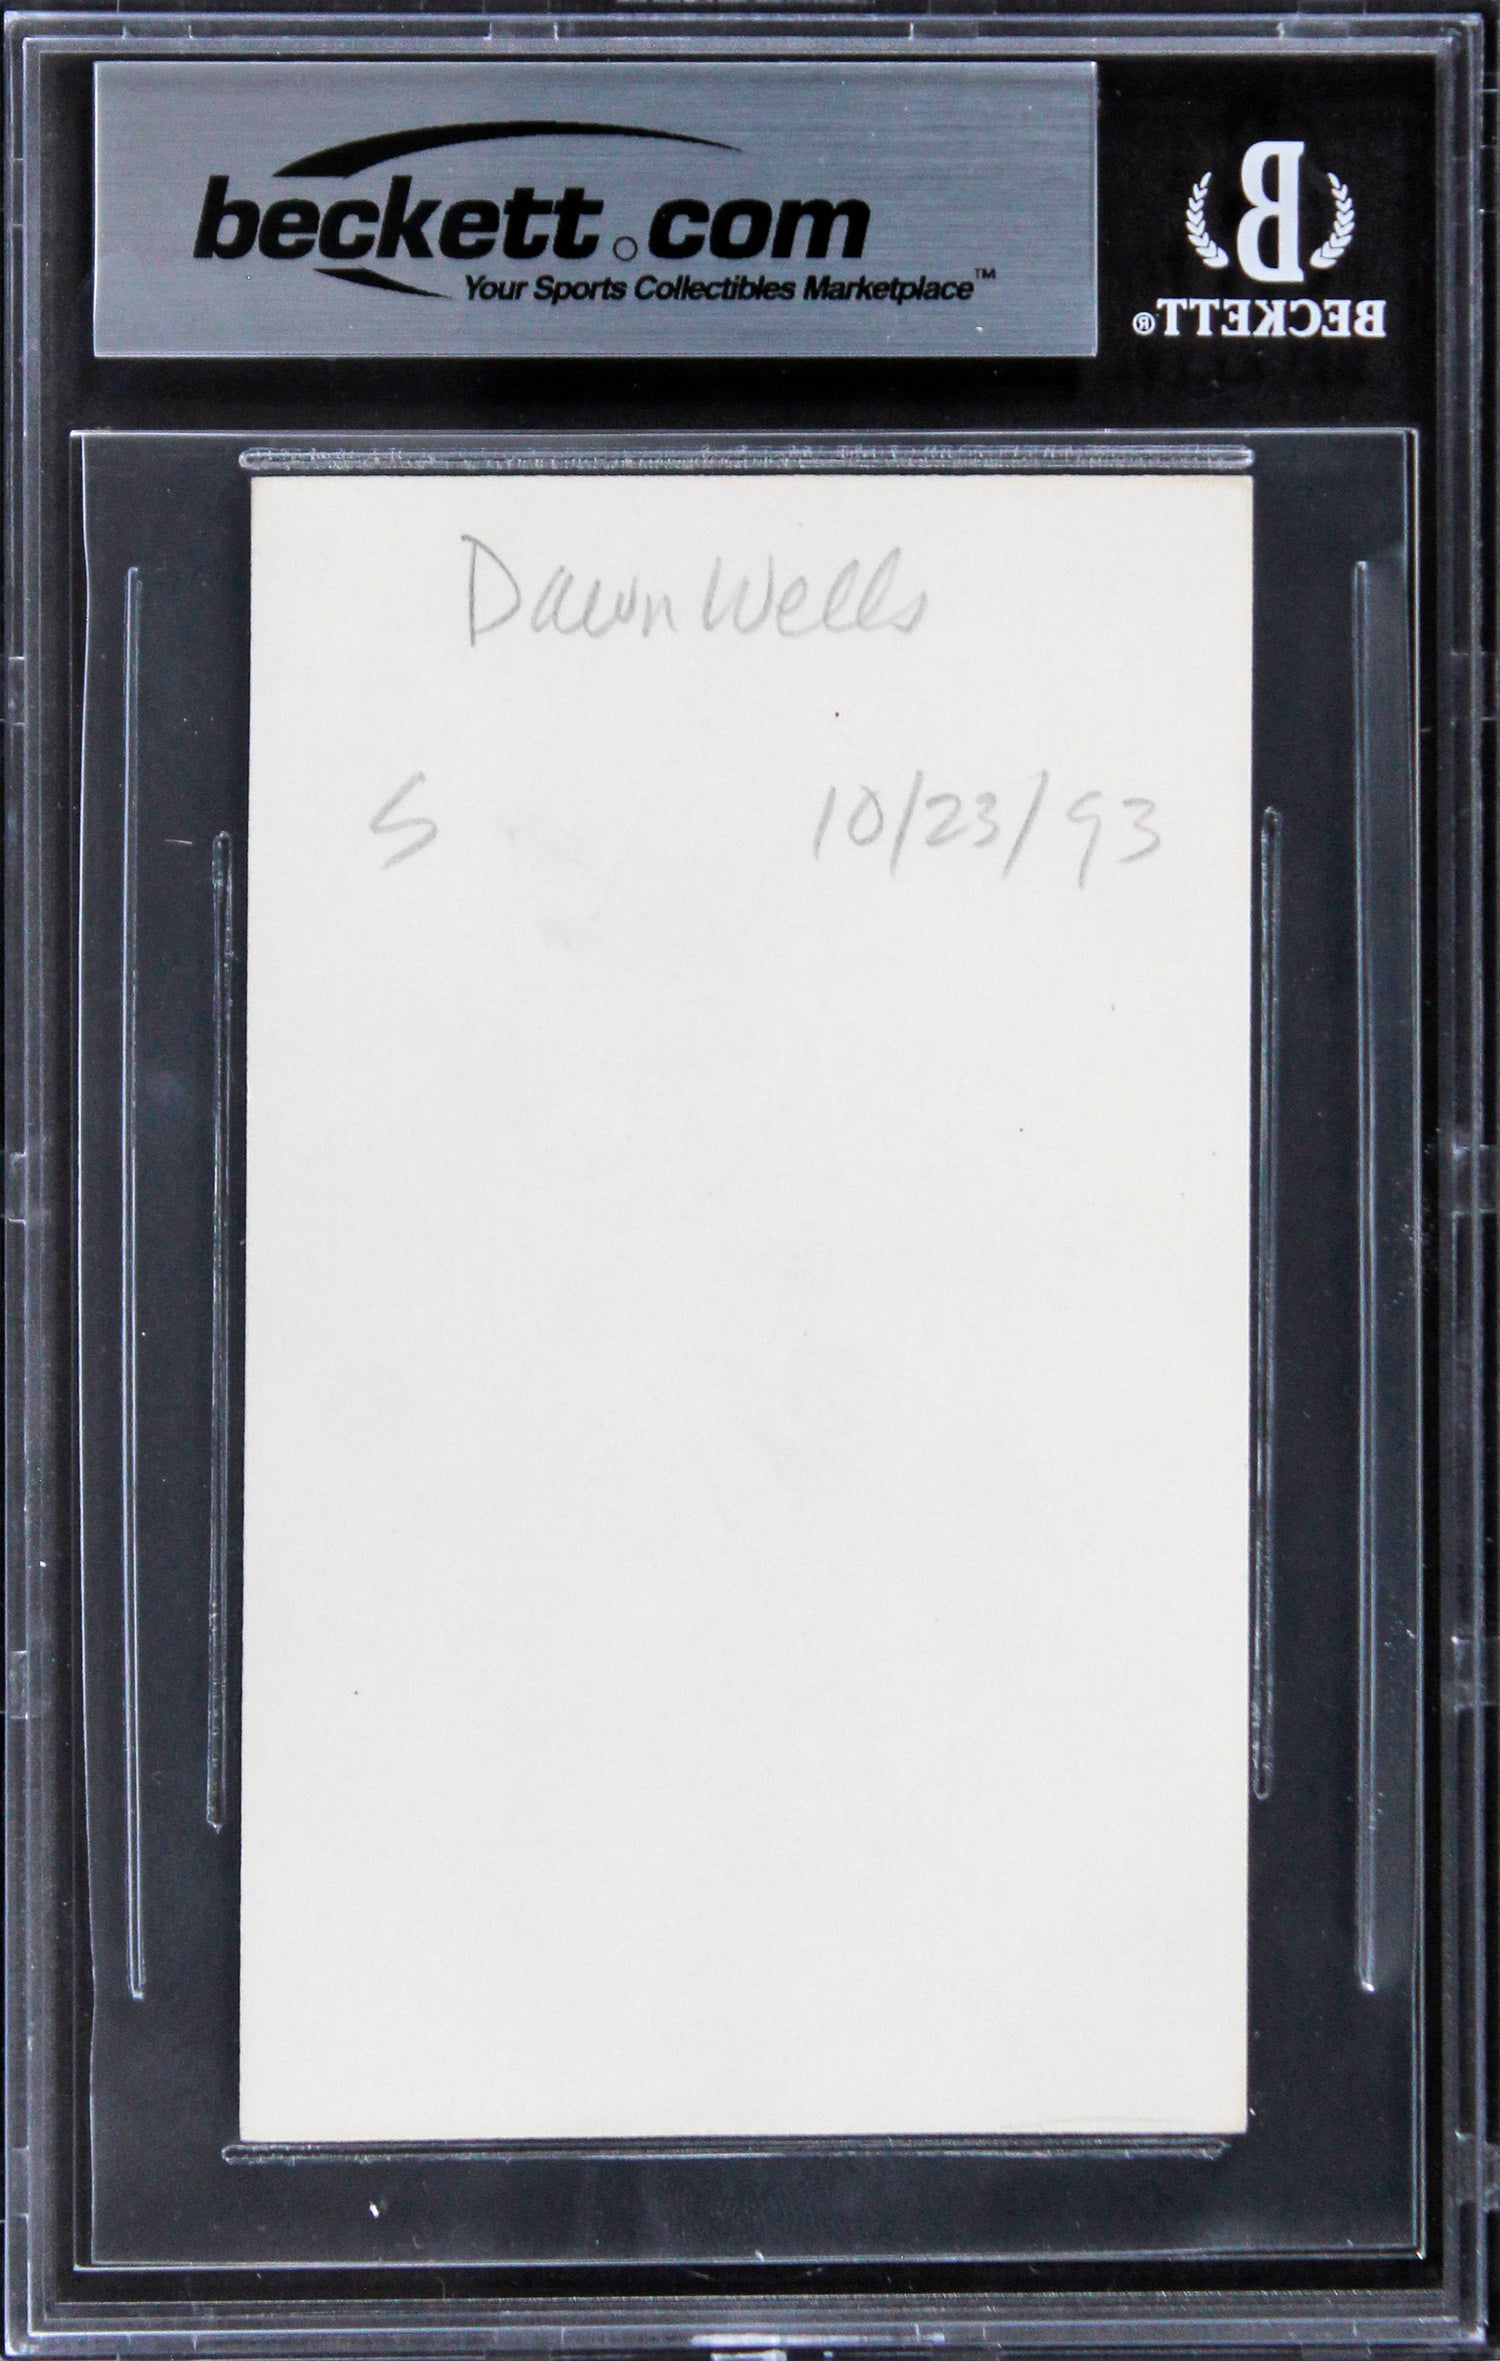 beckett.com
Your Sports Collectibles Marketplace™
B
BECKETT®
Dawn Wells
S 10/23/93